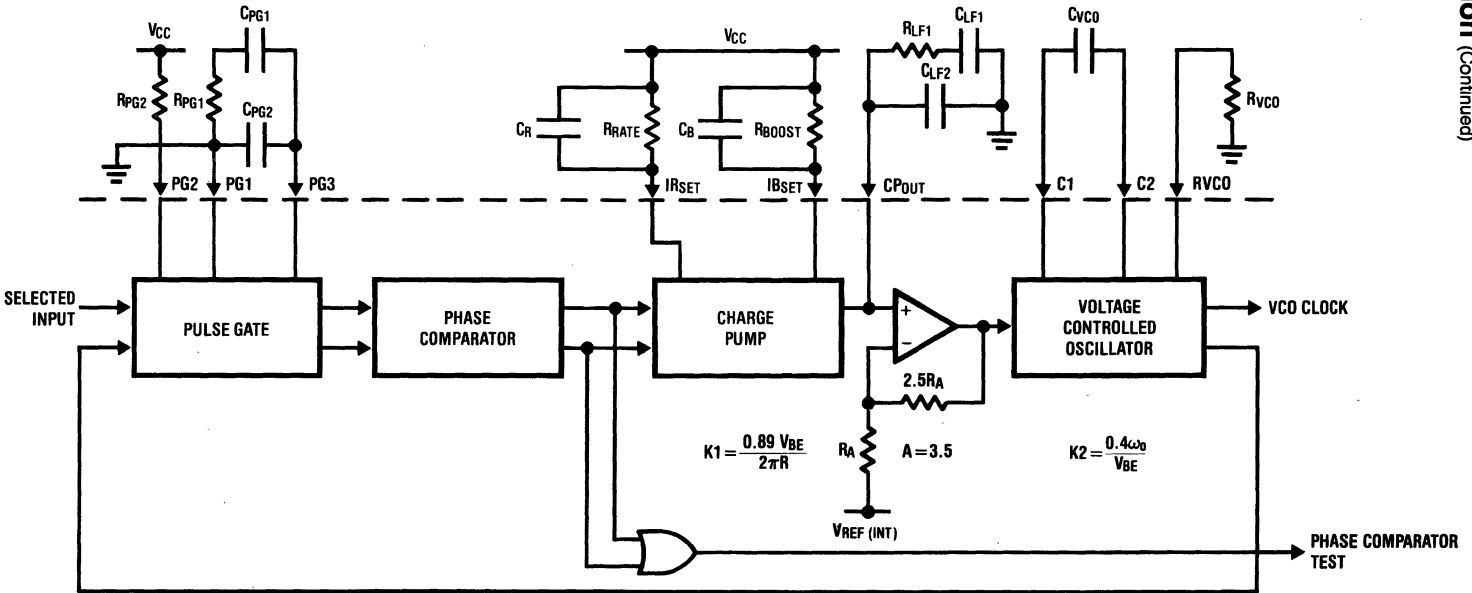 CPG1
VCC
RPG2
RPG1
CPG2
PG2
PG1
PG3
VCC
CR
RRATE
CB
RBOOST
IRSET
IBSET
RLF1
CLF1
CLF2
CPOUT
CVCO
RVCO
C1
C2
RVCO
(Continued)
SELECTED
INPUT
PULSE GATE
PHASE
COMPARATOR
CHARGE
PUMP
+
−
VOLTAGE
CONTROLLED
OSCILLATOR
VCO CLOCK
2.5RA
K1 = 0.89 VBE / 2πR
RA
A = 3.5
K2 = 0.4ω0 / VBE
VREF (INT)
PHASE COMPARATOR
TEST